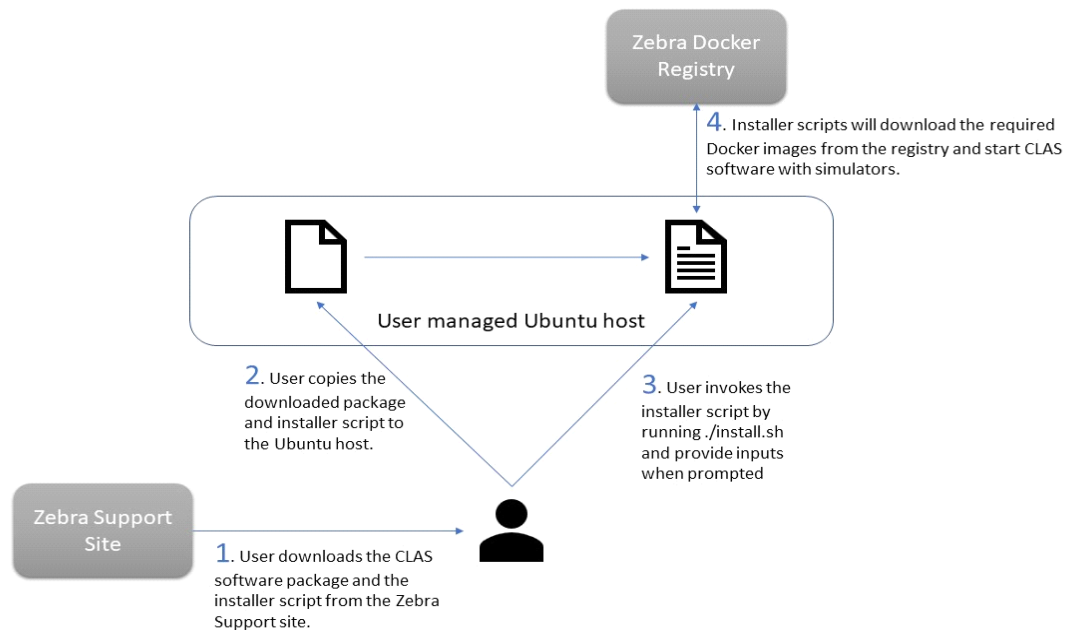 Zebra Docker
Registry
4. Installer scripts will download the required
Docker images from the registry and start CLAS
software with simulators.
User managed Ubuntu host
2. User copies the
downloaded package
and installer script to
the Ubuntu host.
3. User invokes the
installer script by
running ./install.sh
and provide inputs
when prompted
Zebra Support
Site
1. User downloads the CLAS
software package and the
installer script from the Zebra
Support site.